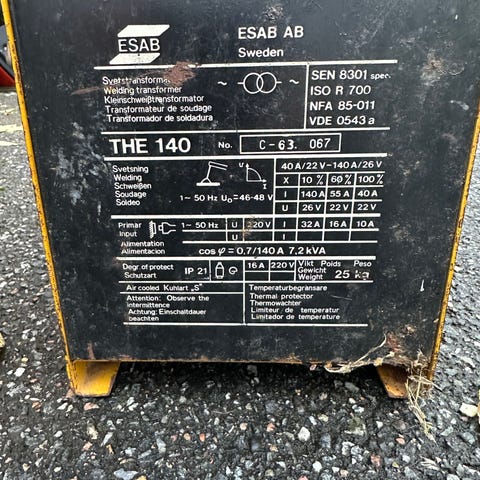 ESAB
ESAB AB
Sweden
Svetstransformer
Welding transformer
Kleinschweißtransformator
Transformateur de soudage
Transformador de soldadura
SEN 8301 spec.
ISO R 700
NFA 85-011
VDE 0543 a
THE 140 No. C-63. 067
Svetsning
Welding
Schweißen
Soudage
Soldeo
U
I
1~ 50 Hz U₀=46-48 V
40 A/22 V-140 A/26 V
X 10 % 60 % 100 %
I 140 A 55 A 40 A
U 26 V 22 V 22 V
Primar
Input
Alimentation
Alimentacion
1~ 50 Hz U 220 V I 32 A 16 A 10 A
U I
cos φ = 0.7/140 A 7.2 kVA
Degr. of protect
Schutzart
IP 21
16 A 220 V
Vikt Poids Peso
Gewicht
Weight 25 kg
Air cooled Kuhlart „S"
Attention: Observe the
intermittence
Achtung: Einschaltdauer
beachten
Temperaturbegränsare
Thermal protector
Thermowachter
Limiteur de temperatur
Limitador de temperature